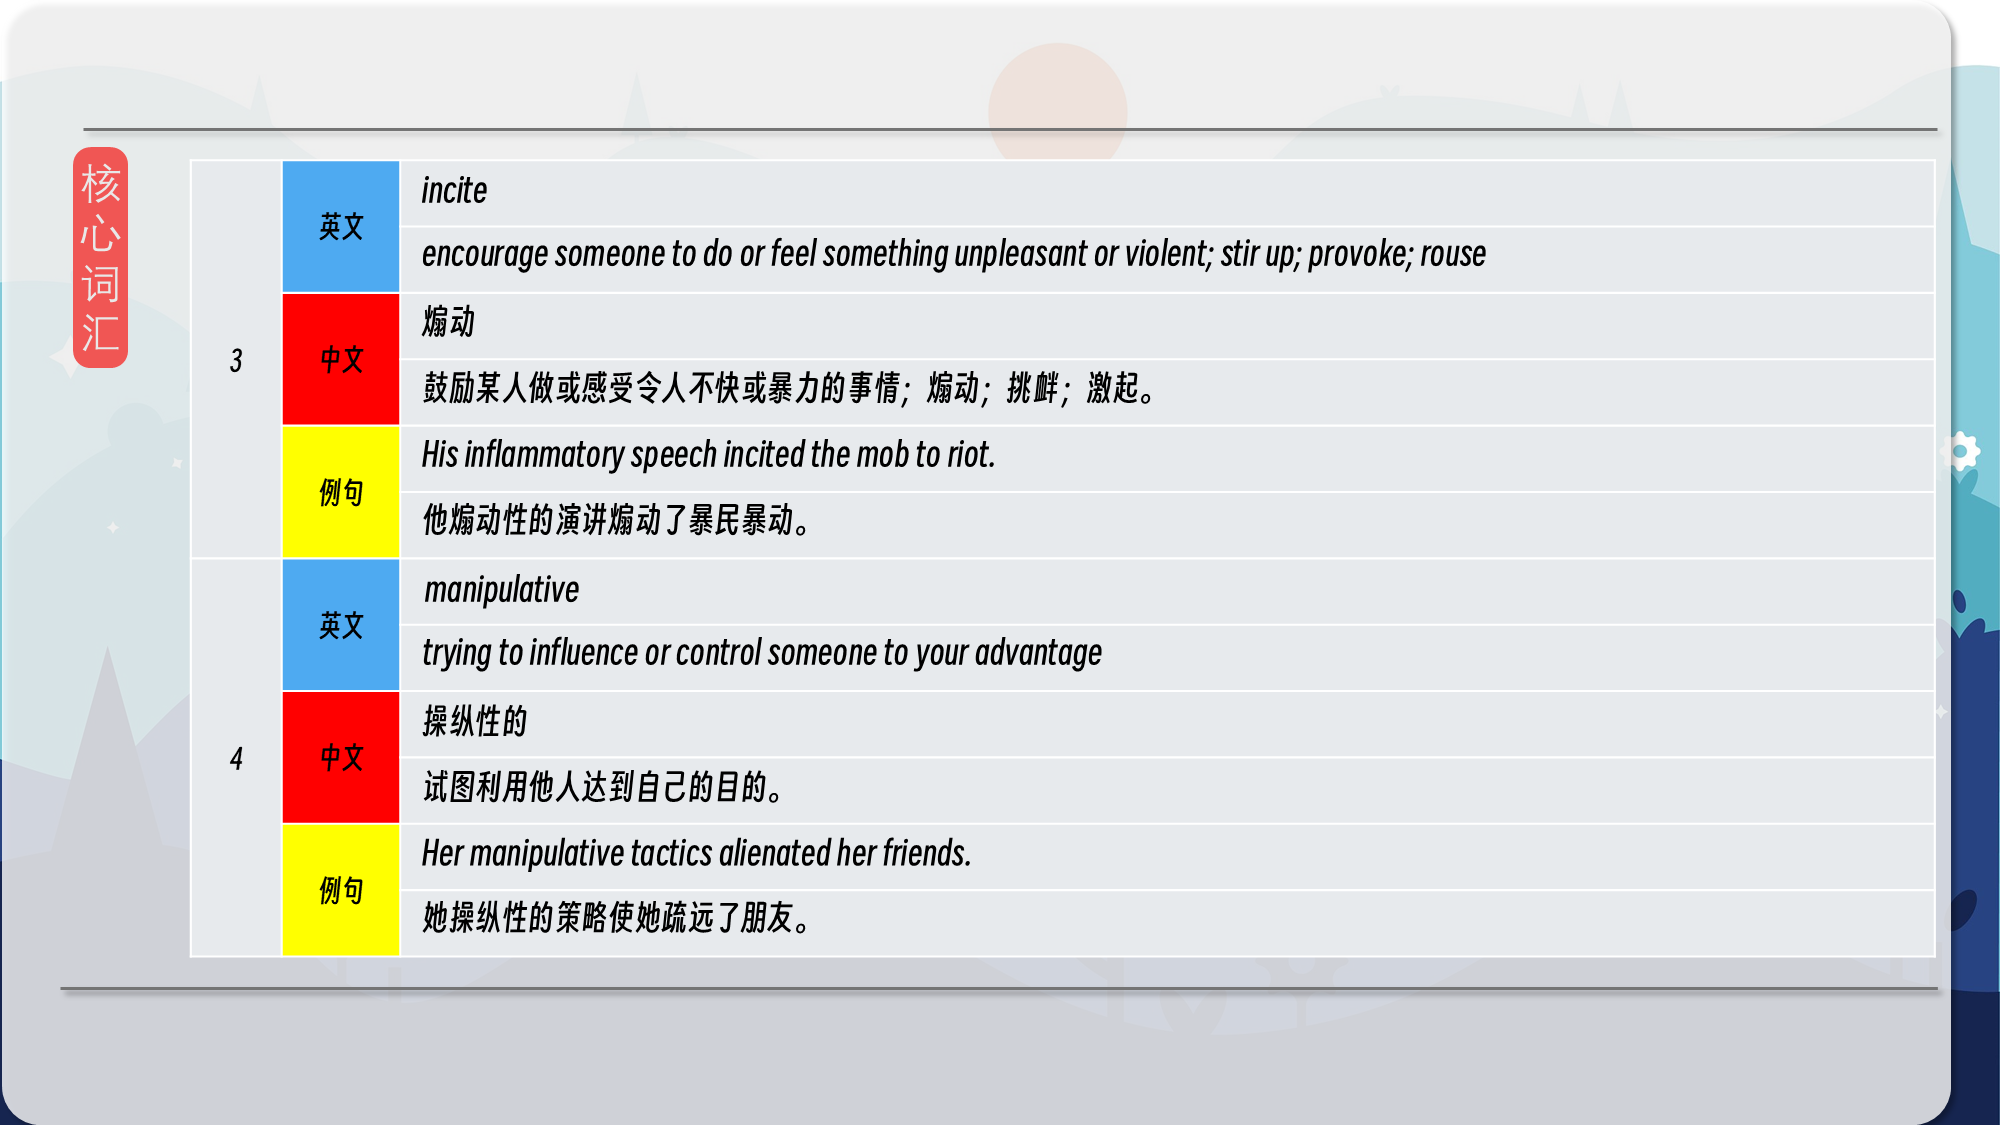 核心词汇
3
英文
incite
encourage someone to do or feel something unpleasant or violent; stir up; provoke; rouse
中文
煽动
鼓励某人做或感受令人不快或暴力的事情；煽动；挑衅；激起。
例句
His inflammatory speech incited the mob to riot.
他煽动性的演讲煽动了暴民暴动。
4
英文
manipulative
trying to influence or control someone to your advantage
中文
操纵性的
试图利用他人达到自己的目的。
例句
Her manipulative tactics alienated her friends.
她操纵性的策略使她疏远了朋友。